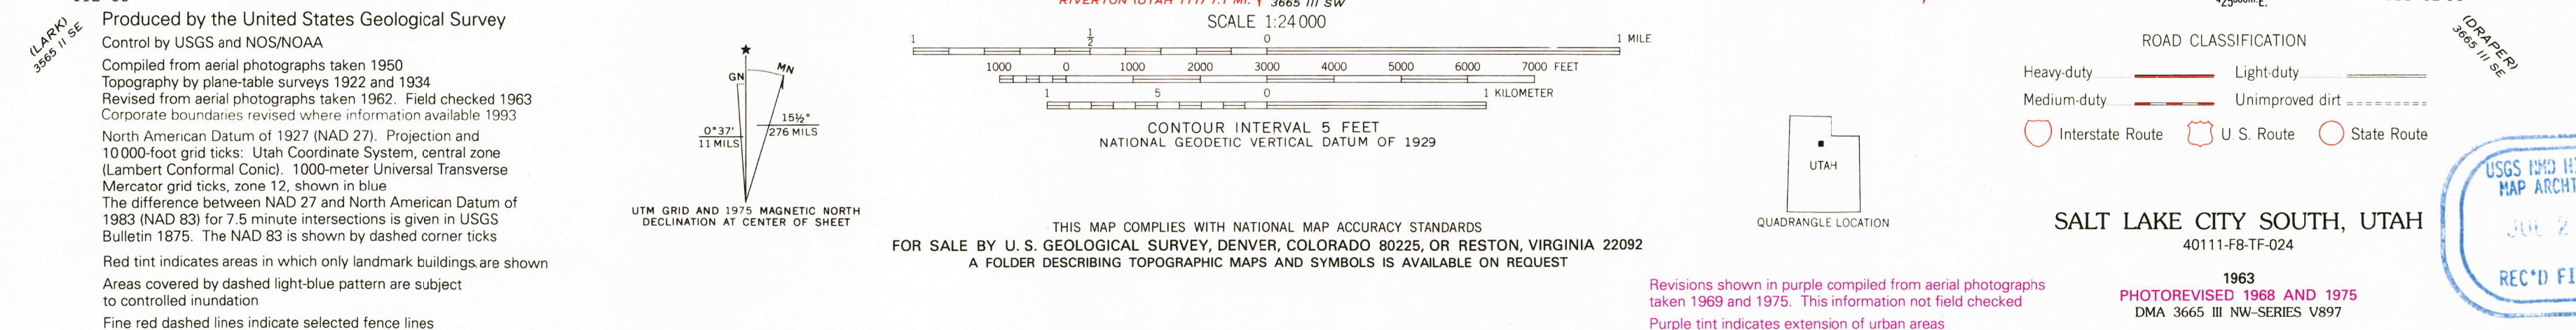 (LARK)
3565 II SE
Produced by the United States Geological Survey
Control by USGS and NOS/NOAA
Compiled from aerial photographs taken 1950
Topography by plane-table surveys 1922 and 1934
Revised from aerial photographs taken 1962. Field checked 1963
Corporate boundaries revised where information available 1993
North American Datum of 1927 (NAD 27). Projection and
10 000-foot grid ticks: Utah Coordinate System, central zone
(Lambert Conformal Conic). 1000-meter Universal Transverse
Mercator grid ticks, zone 12, shown in blue
The difference between NAD 27 and North American Datum of
1983 (NAD 83) for 7.5 minute intersections is given in USGS
Bulletin 1875. The NAD 83 is shown by dashed corner ticks
Red tint indicates areas in which only landmark buildings are shown
Areas covered by dashed light-blue pattern are subject
to controlled inundation
Fine red dashed lines indicate selected fence lines
GN
MN
0°37'
11 MILS
15½°
276 MILS
UTM GRID AND 1975 MAGNETIC NORTH
DECLINATION AT CENTER OF SHEET
3665 III SW
SCALE 1:24 000
1 ½ 0 1 MILE
1000 0 1000 2000 3000 4000 5000 6000 7000 FEET
1 5 0 1 KILOMETER
CONTOUR INTERVAL 5 FEET
NATIONAL GEODETIC VERTICAL DATUM OF 1929
THIS MAP COMPLIES WITH NATIONAL MAP ACCURACY STANDARDS
FOR SALE BY U. S. GEOLOGICAL SURVEY, DENVER, COLORADO 80225, OR RESTON, VIRGINIA 22092
A FOLDER DESCRIBING TOPOGRAPHIC MAPS AND SYMBOLS IS AVAILABLE ON REQUEST
UTAH
QUADRANGLE LOCATION
Revisions shown in purple compiled from aerial photographs
taken 1969 and 1975. This information not field checked
Purple tint indicates extension of urban areas
ROAD CLASSIFICATION
Heavy-duty Light-duty
Medium-duty Unimproved dirt
Interstate Route U. S. Route State Route
(DRAPER)
3665 III SE
SALT LAKE CITY SOUTH, UTAH
40111-F8-TF-024
1963
PHOTOREVISED 1968 AND 1975
DMA 3665 III NW-SERIES V897
USGS NMD
MAP
JUL 2
REC'D